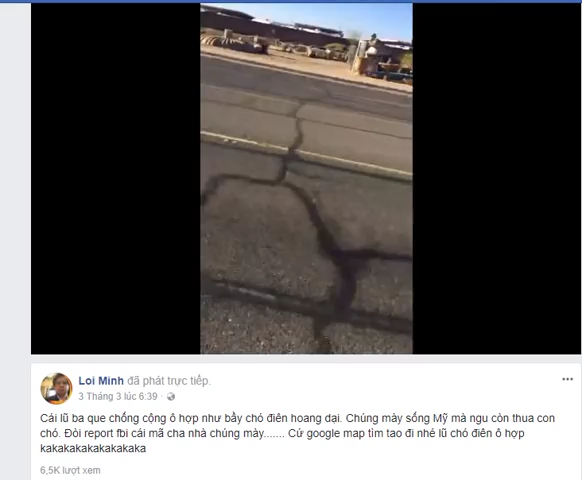 Loi Minh đã phát trực tiếp.
3 Tháng 3 lúc 6:39 ·
Cái lũ ba que chống cộng ô hợp như bầy chó điên hoang dại. Chúng mày sống Mỹ mà ngu còn thua con
chó. Đòi report fbi cái mã cha nhà chúng mày....... Cứ google map tìm tao đi nhé lũ chó điên ô hợp
kakakakakakakakaka
6,5K lượt xem